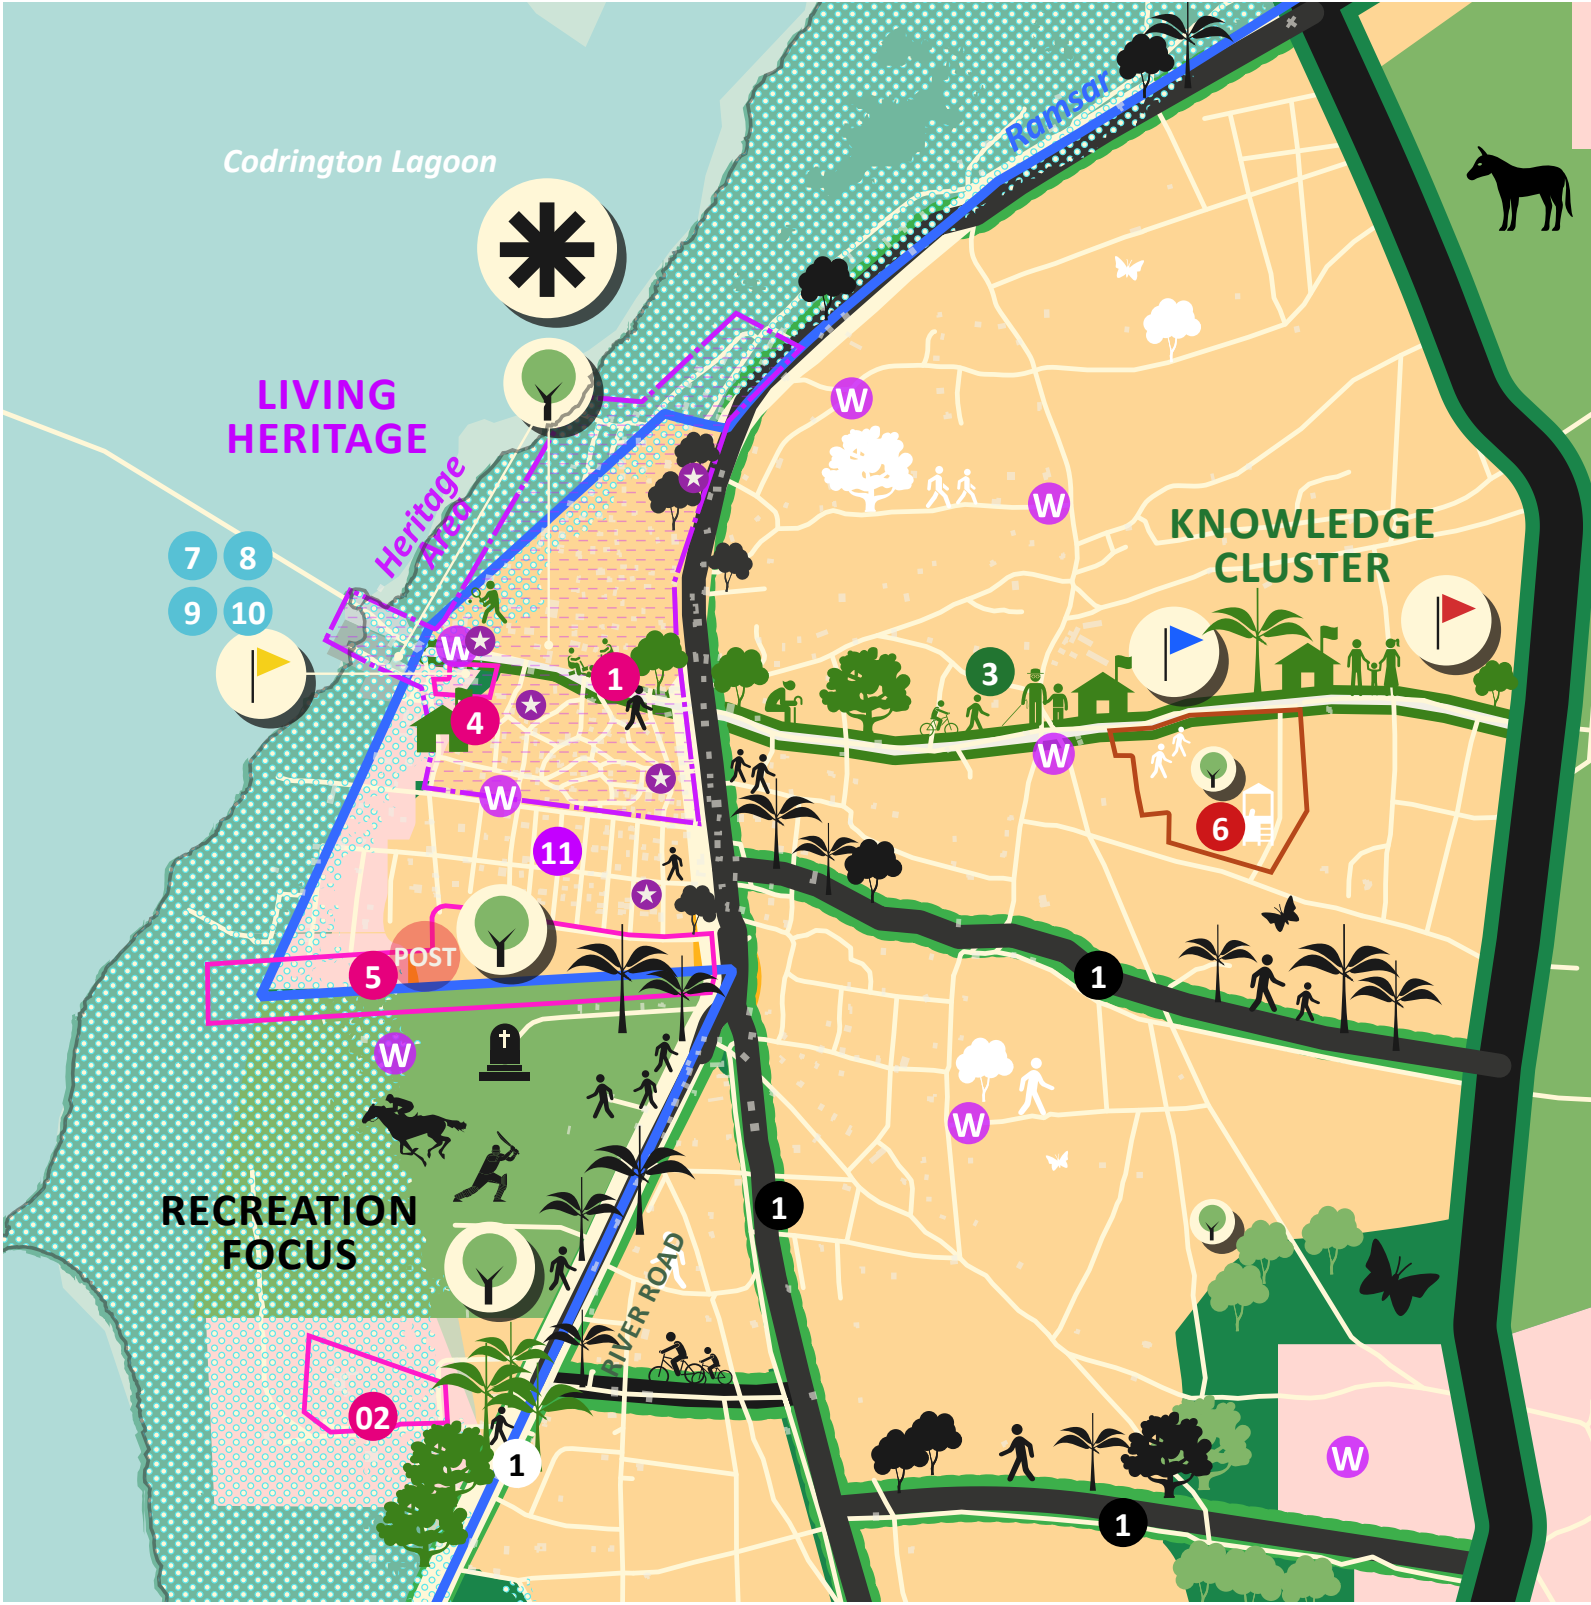 Ramsar
Codrington Lagoon
LIVING
HERITAGE
W
Heritage
Area
W
KNOWLEDGE
CLUSTER
7 8
9 10
W
1
3
4
W
W
6
11
POST
5
1
W
W
1
RECREATION
FOCUS
RIVER ROAD
02
1
W
1